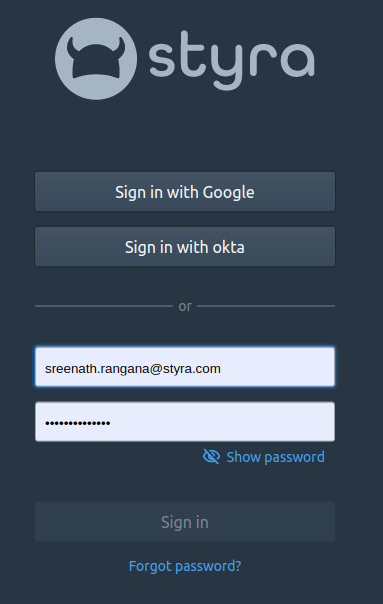 styra
Sign in with Google
Sign in with okta
or
sreenath.rangana@styra.com
••••••••••••••
Show password
Sign in
Forgot password?